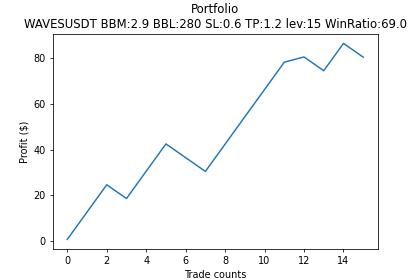 Portfolio
WAVESUSDT BBM:2.9 BBL:280 SL:0.6 TP:1.2 lev:15 WinRatio:69.0
80
60
40
20
0
Profit ($)
0 2 4 6 8 10 12 14
Trade counts